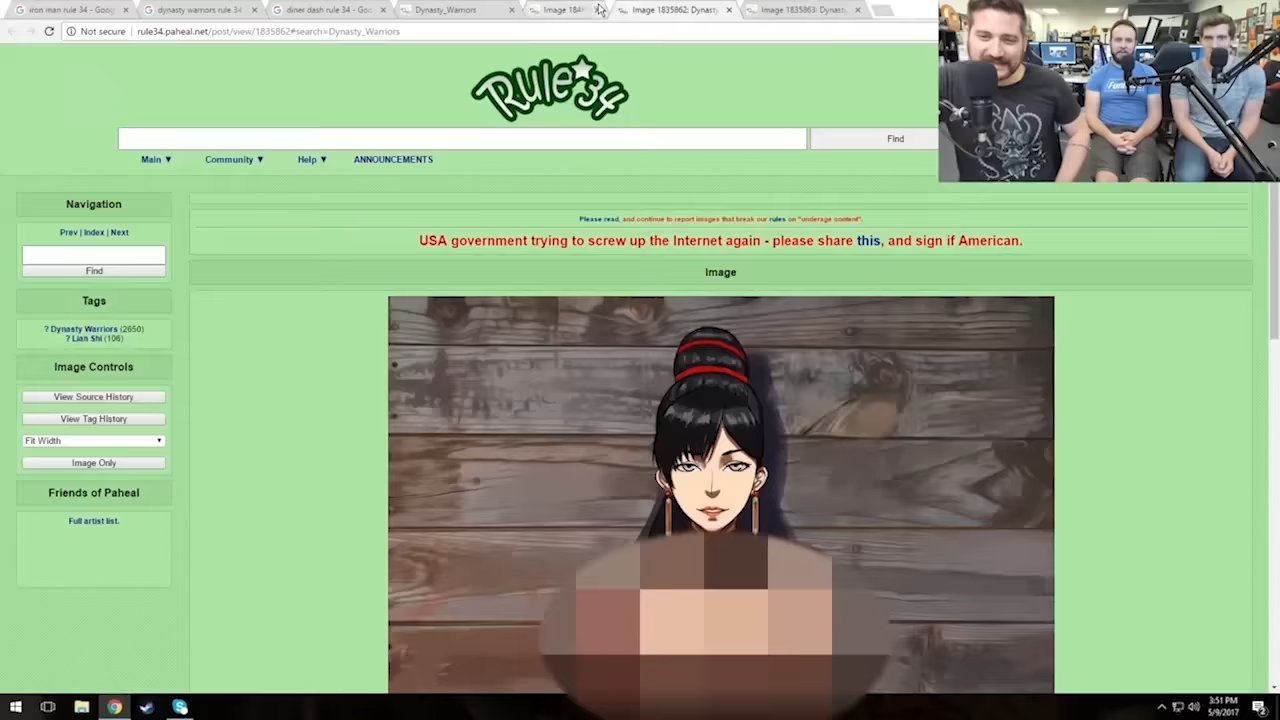 iron man rule 34 - Goog
dynasty warriors rule 34
diner dash rule 34 - Goo
Dynasty_Warriors
Image 184
Image 1835862: Dynast
Image 1835863: Dynasty
Not secure
rule34.paheal.net/post/view/1835862#search=Dynasty_Warriors
Rule34
Find
Main ▼
Community ▼
Help ▼
ANNOUNCEMENTS
Navigation
Prev | Index | Next
Find
Tags
? Dynasty Warriors (2650)
? Lian Shi (106)
Image Controls
View Source History
View Tag History
Fit Width
Image Only
Friends of Paheal
Full artist list.
Please read, and continue to report images that break our rules on "underage content".
USA government trying to screw up the Internet again - please share this, and sign if American.
Image
3:51 PM
5/9/2017